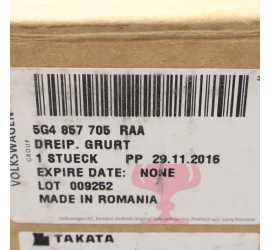 VOLKSWAGEN
GROUP
5G4 857 705 RAA
DREIP. GRURT
1 STUECK PP 29.11.2016
EXPIRE DATE: NONE
LOT 009252
MADE IN ROMANIA
TAKATA